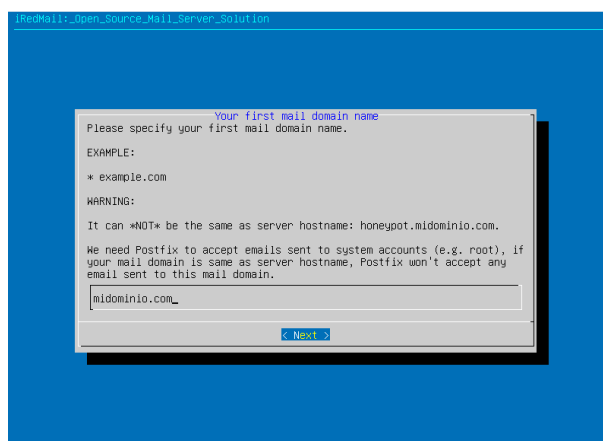 iRedMail:_Open_Source_Mail_Server_Solution
Your first mail domain name
Please specify your first mail domain name.
EXAMPLE:
* example.com
WARNING:
It can *NOT* be the same as server hostname: honeypot.midominio.com.
We need Postfix to accept emails sent to system accounts (e.g. root), if
your mail domain is same as server hostname, Postfix won't accept any
email sent to this mail domain.
midominio.com_
< Next >